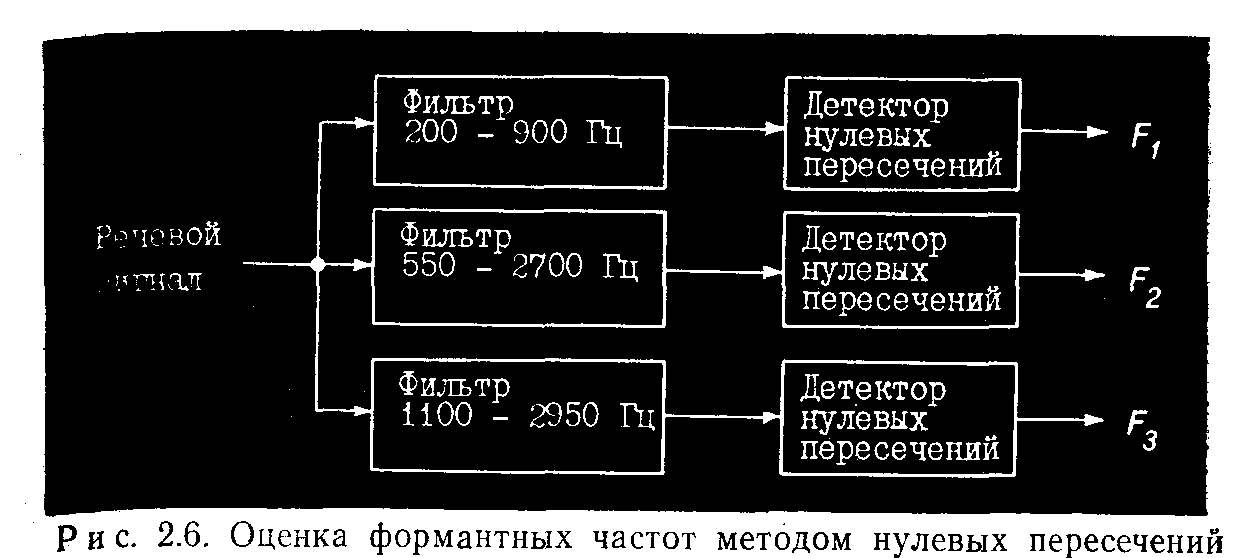 Фильтр
200 – 900 Гц
Детектор
нулевых
пересечений
F1
Речевой
сигнал
Фильтр
550 – 2700 Гц
Детектор
нулевых
пересечений
F2
Фильтр
1100 – 2950 Гц
Детектор
нулевых
пересечений
F3
Рис. 2.6. Оценка формантных частот методом нулевых пересечений